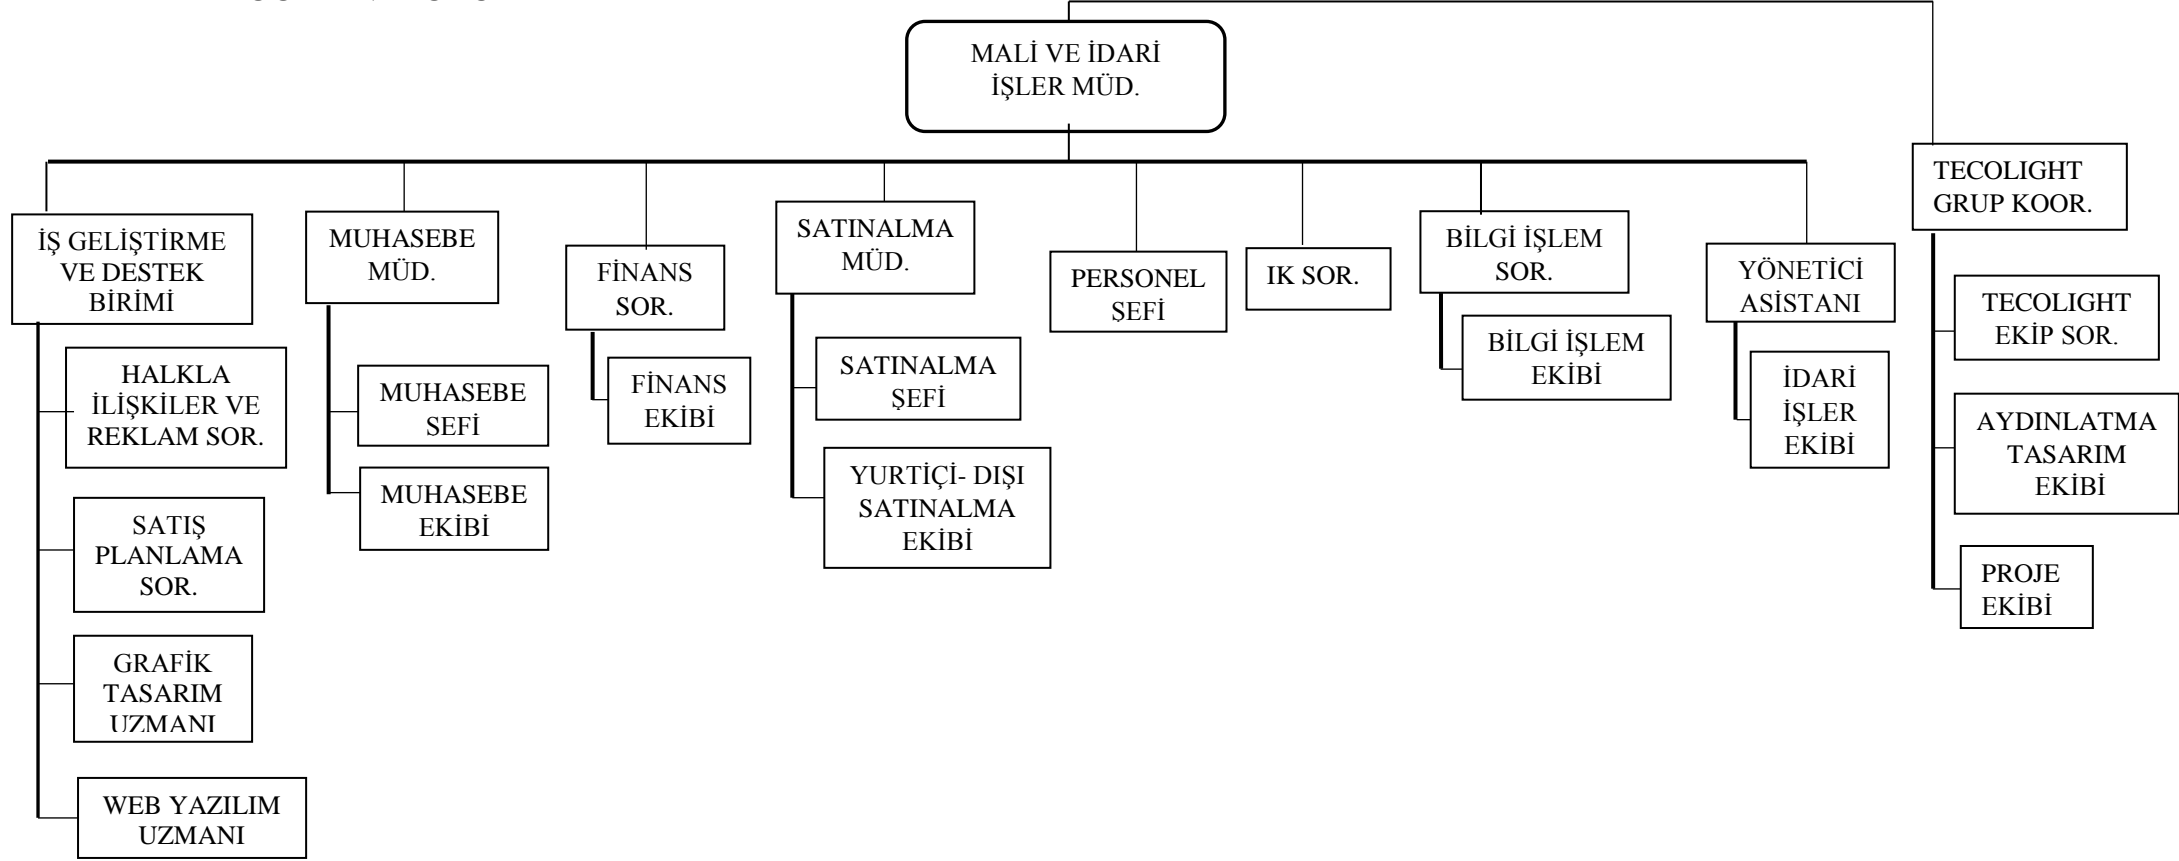 MALİ VE İDARİ
İŞLER MÜD.
TECOLIGHT
GRUP KOOR.
İŞ GELİŞTİRME
VE DESTEK
BİRİMİ
MUHASEBE
MÜD.
FİNANS
SOR.
SATINALMA
MÜD.
PERSONEL
ŞEFİ
IK SOR.
BİLGİ İŞLEM
SOR.
YÖNETİCİ
ASİSTANI
HALKLA
İLİŞKİLER VE
REKLAM SOR.
SATIŞ
PLANLAMA
SOR.
GRAFİK
TASARIM
UZMANI
WEB YAZILIM
UZMANI
MUHASEBE
SEFİ
MUHASEBE
EKİBİ
FİNANS
EKİBİ
SATINALMA
ŞEFİ
YURTİÇİ- DIŞI
SATINALMA
EKİBİ
BİLGİ İŞLEM
EKİBİ
İDARİ
İŞLER
EKİBİ
TECOLIGHT
EKİP SOR.
AYDINLATMA
TASARIM
EKİBİ
PROJE
EKİBİ